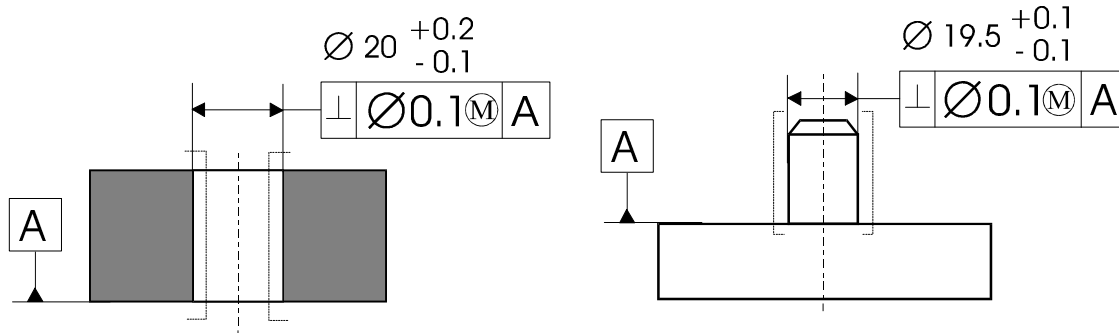 ⌀ 20 +0.2
- 0.1
⊥ ⌀0.1Ⓜ A
A
⌀ 19.5 +0.1
- 0.1
⊥ ⌀0.1Ⓜ A
A